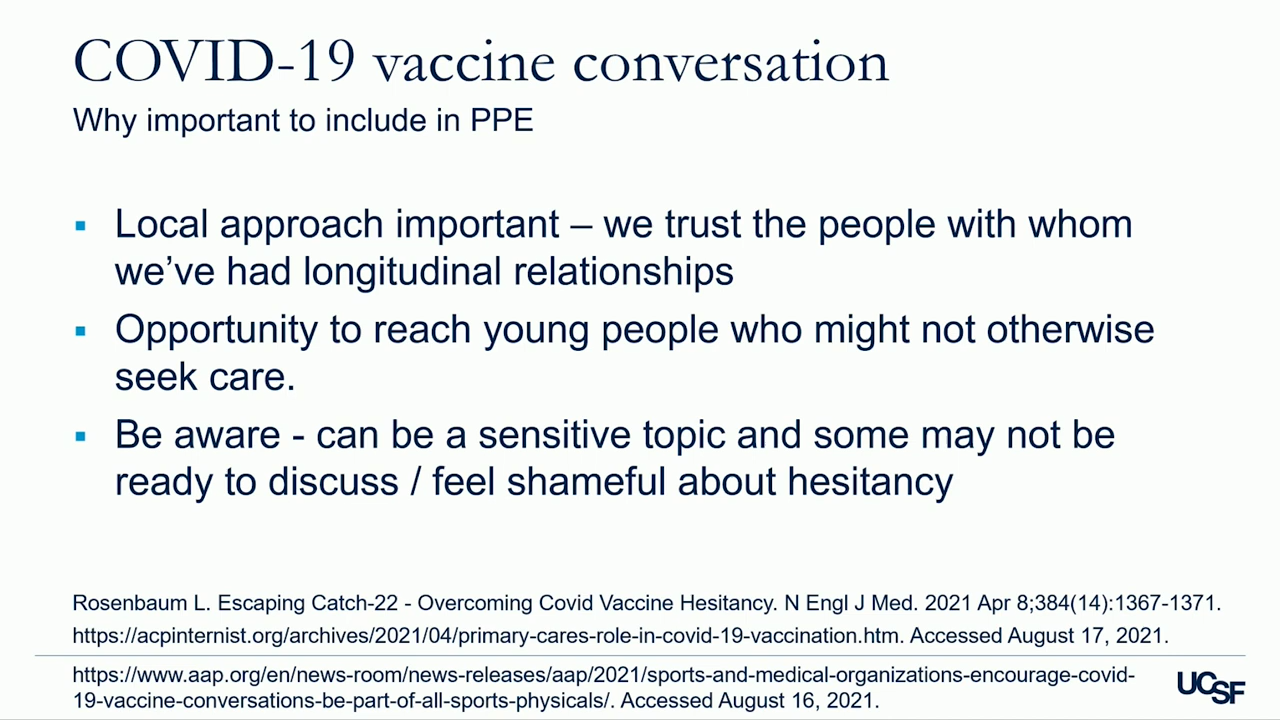 COVID-19 vaccine conversation
Why important to include in PPE
▪ Local approach important – we trust the people with whom
we’ve had longitudinal relationships
▪ Opportunity to reach young people who might not otherwise
seek care.
▪ Be aware - can be a sensitive topic and some may not be
ready to discuss / feel shameful about hesitancy
Rosenbaum L. Escaping Catch-22 - Overcoming Covid Vaccine Hesitancy. N Engl J Med. 2021 Apr 8;384(14):1367-1371.
https://acpinternist.org/archives/2021/04/primary-cares-role-in-covid-19-vaccination.htm. Accessed August 17, 2021.
https://www.aap.org/en/news-room/news-releases/aap/2021/sports-and-medical-organizations-encourage-covid-
19-vaccine-conversations-be-part-of-all-sports-physicals/. Accessed August 16, 2021.
UCSF